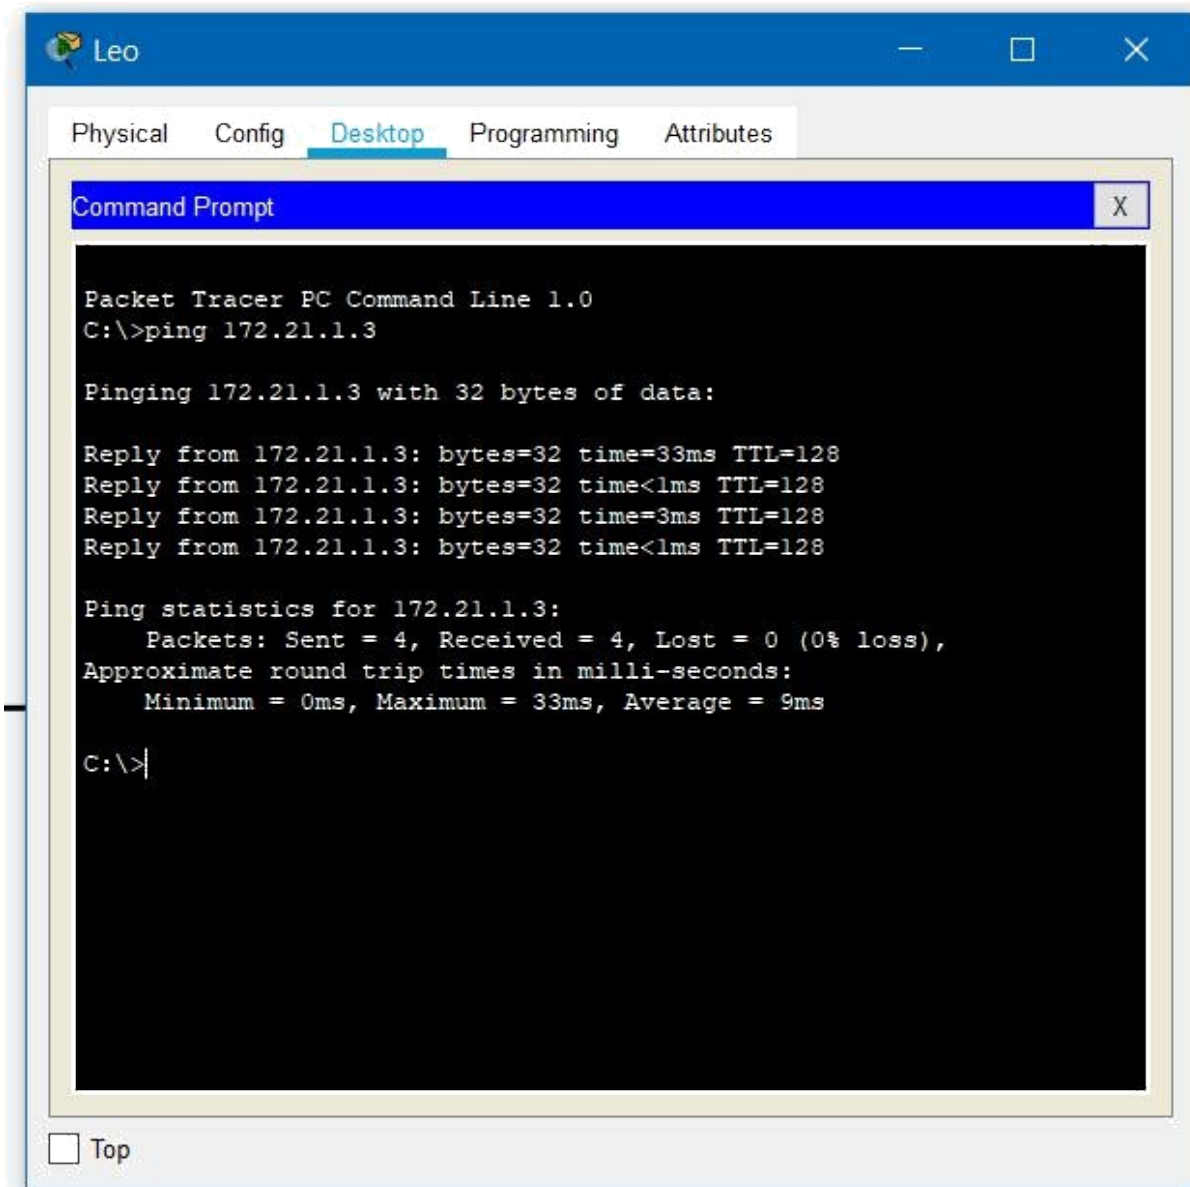 Leo
Physical Config Desktop Programming Attributes
Command Prompt
X
Packet Tracer PC Command Line 1.0
C:\>ping 172.21.1.3
Pinging 172.21.1.3 with 32 bytes of data:
Reply from 172.21.1.3: bytes=32 time=33ms TTL=128
Reply from 172.21.1.3: bytes=32 time<1ms TTL=128
Reply from 172.21.1.3: bytes=32 time=3ms TTL=128
Reply from 172.21.1.3: bytes=32 time<1ms TTL=128
Ping statistics for 172.21.1.3:
Packets: Sent = 4, Received = 4, Lost = 0 (0% loss),
Approximate round trip times in milli-seconds:
Minimum = 0ms, Maximum = 33ms, Average = 9ms
C:\>
Top